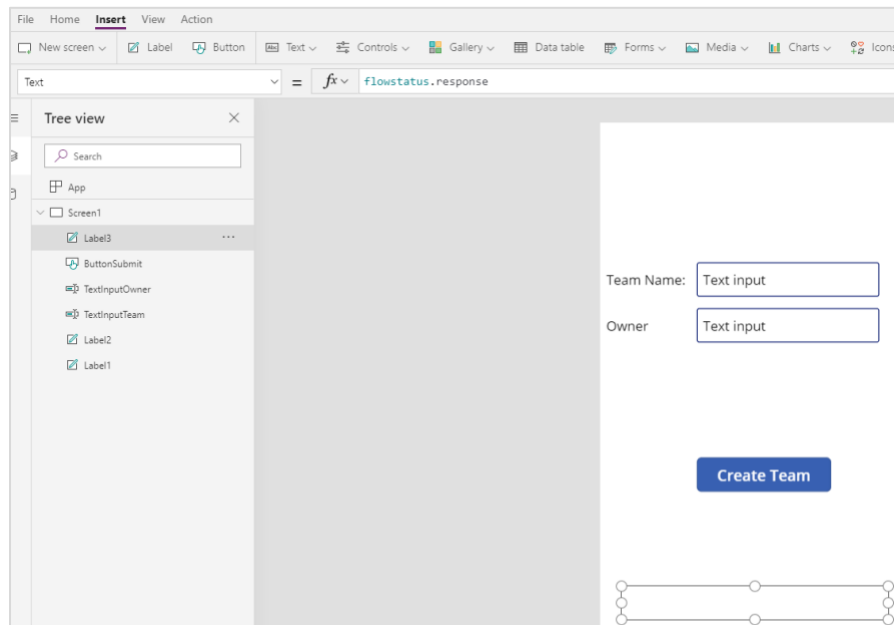 File Home Insert View Action
New screen Label Button Abc Text Controls Gallery Data table Forms Media Charts Icons
Text = fx flowstatus.response
Tree view
Search
App
Screen1
Label3 ...
ButtonSubmit
TextInputOwner
TextInputTeam
Label2
Label1
Team Name: Text input
Owner Text input
Create Team